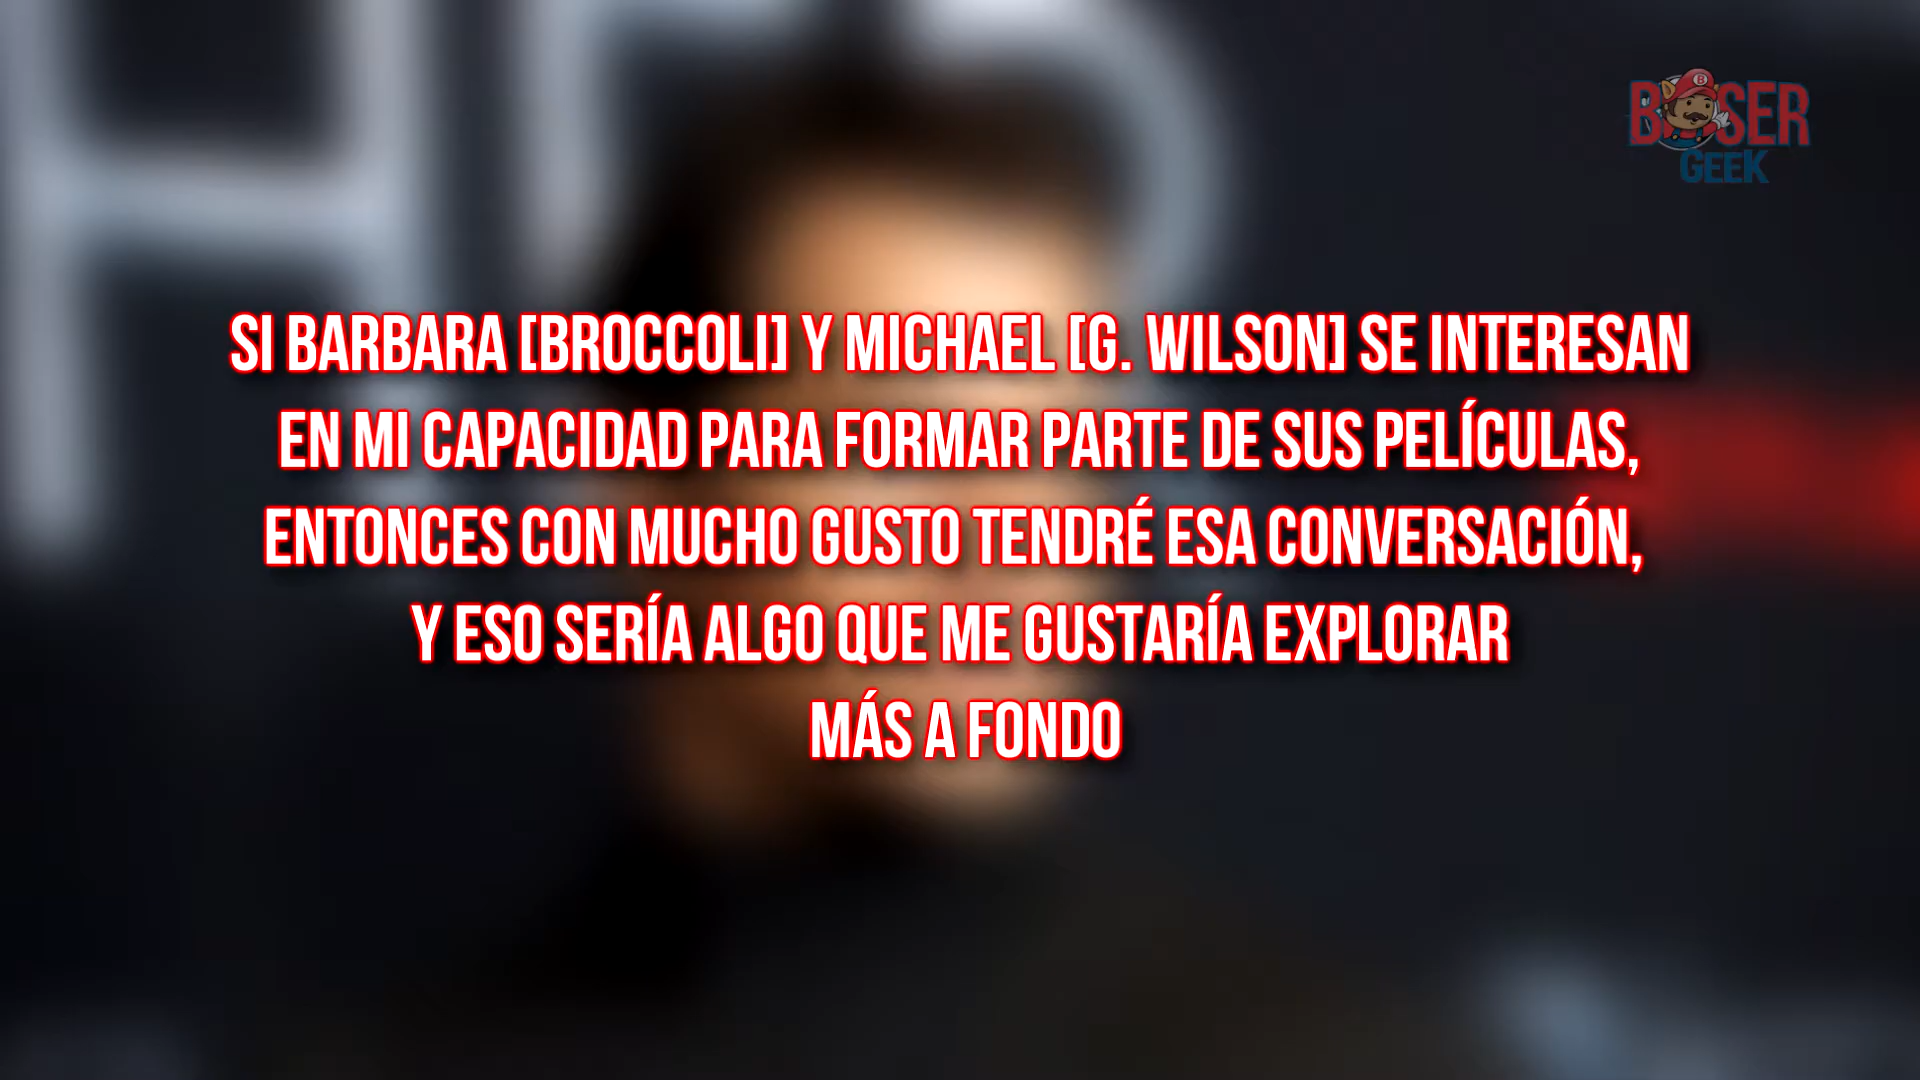 BOSER
GEEK
SI BARBARA [BROCCOLI] Y MICHAEL [G. WILSON] SE INTERESAN
EN MI CAPACIDAD PARA FORMAR PARTE DE SUS PELÍCULAS,
ENTONCES CON MUCHO GUSTO TENDRÉ ESA CONVERSACIÓN,
Y ESO SERÍA ALGO QUE ME GUSTARÍA EXPLORAR
MÁS A FONDO